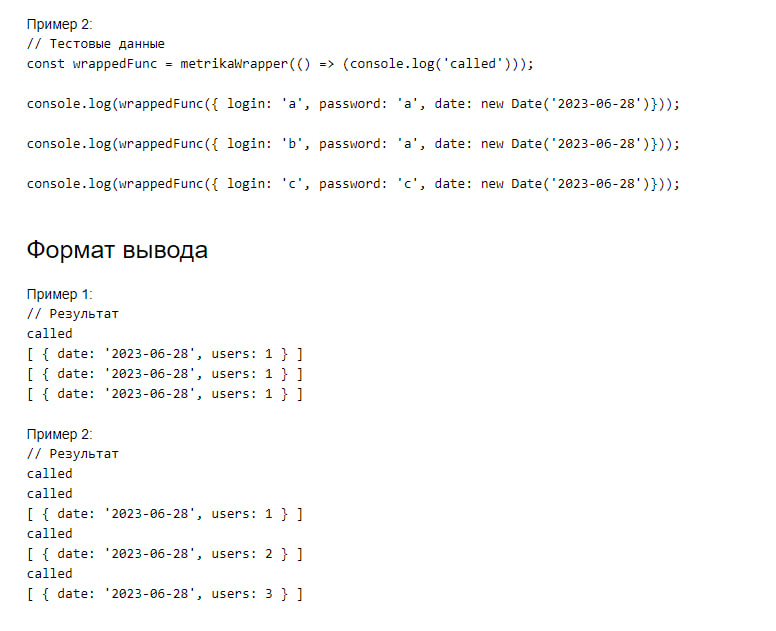 Пример 2:
// Тестовые данные
const wrappedFunc = metrikaWrapper(() => (console.log('called')));
console.log(wrappedFunc({ login: 'a', password: 'a', date: new Date('2023-06-28')}));
console.log(wrappedFunc({ login: 'b', password: 'a', date: new Date('2023-06-28')}));
console.log(wrappedFunc({ login: 'c', password: 'c', date: new Date('2023-06-28')}));
Формат вывода
Пример 1:
// Результат
called
[ { date: '2023-06-28', users: 1 } ]
[ { date: '2023-06-28', users: 1 } ]
[ { date: '2023-06-28', users: 1 } ]
Пример 2:
// Результат
called
called
[ { date: '2023-06-28', users: 1 } ]
called
[ { date: '2023-06-28', users: 2 } ]
called
[ { date: '2023-06-28', users: 3 } ]